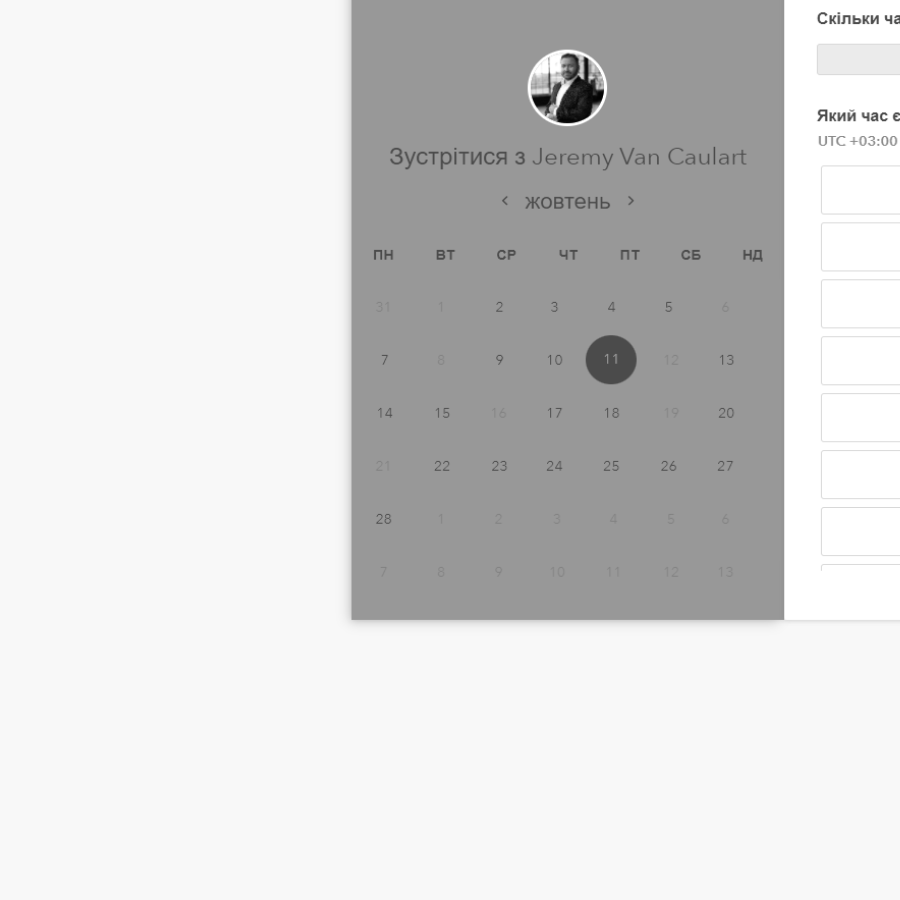 Зустрітися з Jeremy Van Caulart
жовтень
ПН ВТ СР ЧТ ПТ СБ НД
31 1 2 3 4 5 6
7 8 9 10 11 12 13
14 15 16 17 18 19 20
21 22 23 24 25 26 27
28 1 2 3 4 5 6
7 8 9 10 11 12 13
Скільки ча
Який час є
UTC +03:00